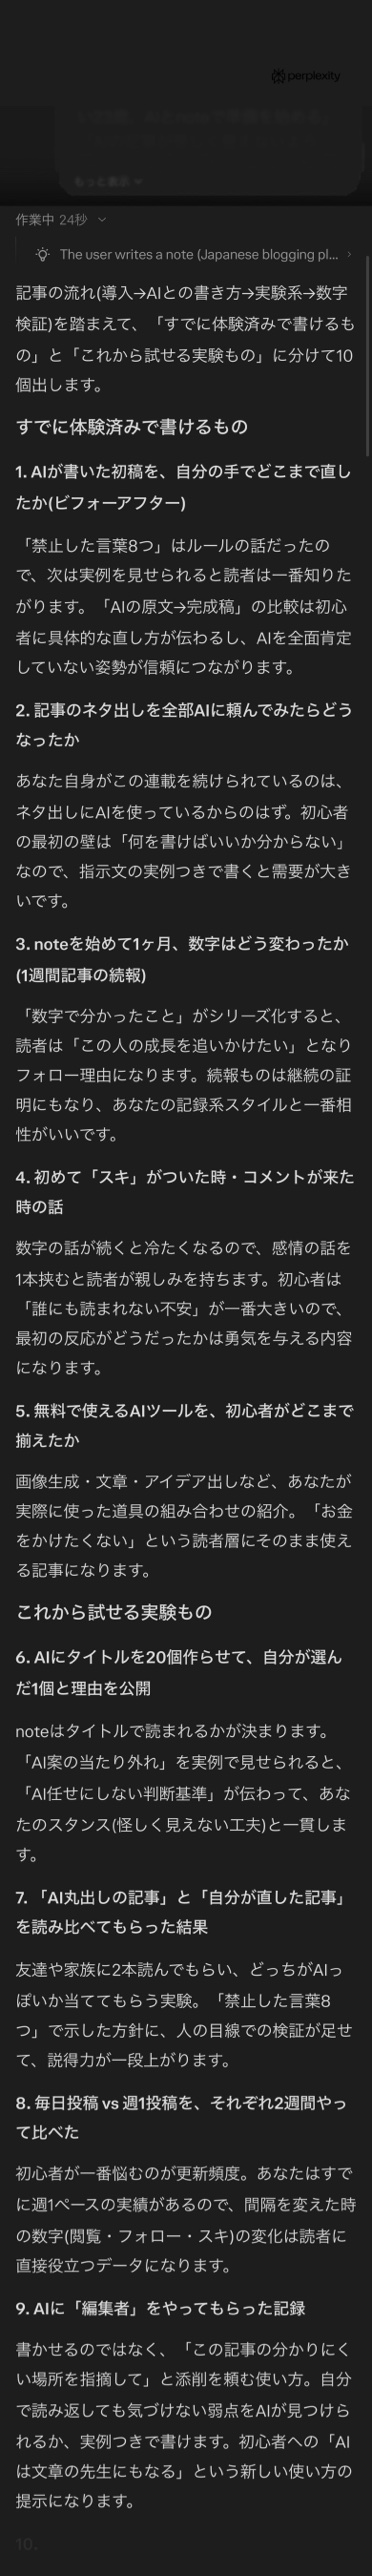 perplexity
もっと表示
作業中 24秒
The user writes a note (Japanese blogging pl...
記事の流れ(導入→AIとの書き方→実験系→数字
検証)を踏まえて、「すでに体験済みで書けるも
の」と「これから試せる実験もの」に分けて10
個出します。
すでに体験済みで書けるもの
1. AIが書いた初稿を、自分の手でどこまで直し
たか(ビフォーアフター)
「禁止した言葉8つ」はルールの話だったの
で、次は実例を見せられると読者は一番知りた
がります。「AIの原文→完成稿」の比較は初心
者に具体的な直し方が伝わるし、AIを全面肯定
していない姿勢が信頼につながります。
2. 記事のネタ出しを全部AIに頼んでみたらどう
なったか
あなた自身がこの連載を続けられているのは、
ネタ出しにAIを使っているからのはず。初心者
の最初の壁は「何を書けばいいか分からない」
なので、指示文の実例つきで書くと需要が大き
いです。
3. noteを始めて1ヶ月、数字はどう変わったか
(1週間記事の続報)
「数字で分かったこと」がシリーズ化すると、
読者は「この人の成長を追いかけたい」となり
フォロー理由になります。続報ものは継続の証
明にもなり、あなたの記録系スタイルと一番相
性がいいです。
4. 初めて「スキ」がついた時・コメントが来た
時の話
数字の話が続くと冷たくなるので、感情の話を
1本挟むと読者が親しみを持ちます。初心者は
「誰にも読まれない不安」が一番大きいので、
最初の反応がどうだったかは勇気を与える内容
になります。
5. 無料で使えるAIツールを、初心者がどこまで
揃えたか
画像生成・文章・アイデア出しなど、あなたが
実際に使った道具の組み合わせの紹介。「お金
をかけたくない」という読者層にそのまま使え
る記事になります。
これから試せる実験もの
6. AIにタイトルを20個作らせて、自分が選ん
だ1個と理由を公開
noteはタイトルで読まれるかが決まります。
「AI案の当たり外れ」を実例で見せられると、
「AI任せにしない判断基準」が伝わって、あな
たのスタンス(怪しく見えない工夫)と一貫しま
す。
7. 「AI丸出しの記事」と「自分が直した記事」
を読み比べてもらった結果
友達や家族に2本読んでもらい、どっちがAIっ
ぽいか当ててもらう実験。「禁止した言葉8
つ」で示した方針に、人の目線での検証が足せ
て、説得力が一段上がります。
8. 毎日投稿 vs 週1投稿を、それぞれ2週間やっ
て比べた
初心者が一番悩むのが更新頻度。あなたはすで
に週1ペースの実績があるので、間隔を変えた時
の数字(閲覧・フォロー・スキ)の変化は読者に
直接役立つデータになります。
9. AIに「編集者」をやってもらった記録
書かせるのではなく、「この記事の分かりにく
い場所を指摘して」と添削を頼む使い方。自分
で読み返しても気づけない弱点をAIが見つけら
れるか、実例つきで書けます。初心者への「AI
は文章の先生にもなる」という新しい使い方の
提示になります。
10.